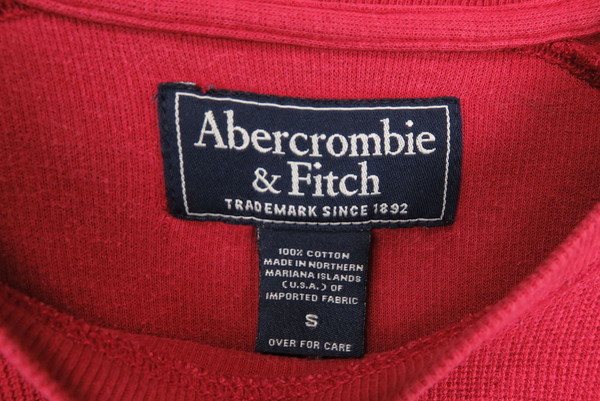 Abercrombie
& Fitch
TRADEMARK SINCE 1892
100% COTTON
MADE IN NORTHERN
MARIANA ISLANDS
(U.S.A.) OF
IMPORTED FABRIC
S
OVER FOR CARE